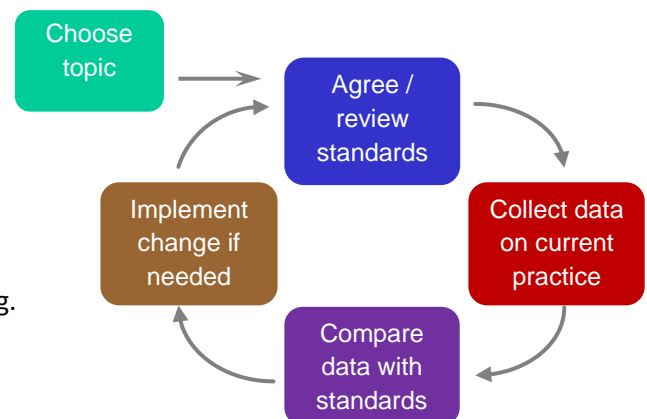 Choose
topic
Agree /
review
standards
Implement
change if
needed
Collect data
on current
practice
g.
Compare
data with
standards